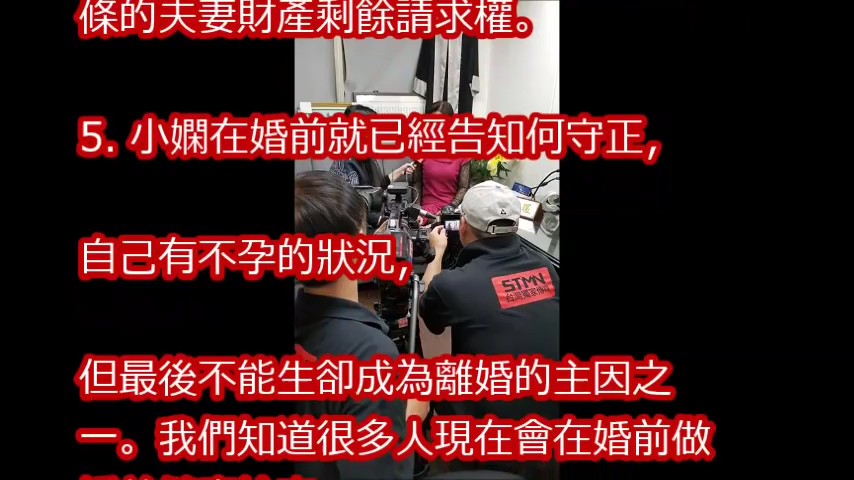 條的夫妻財產剩餘請求權。
5. 小嫻在婚前就已經告知何守正,
自己有不孕的狀況,
但最後不能生卻成為離婚的主因之
一。我們知道很多人現在會在婚前做
STMN